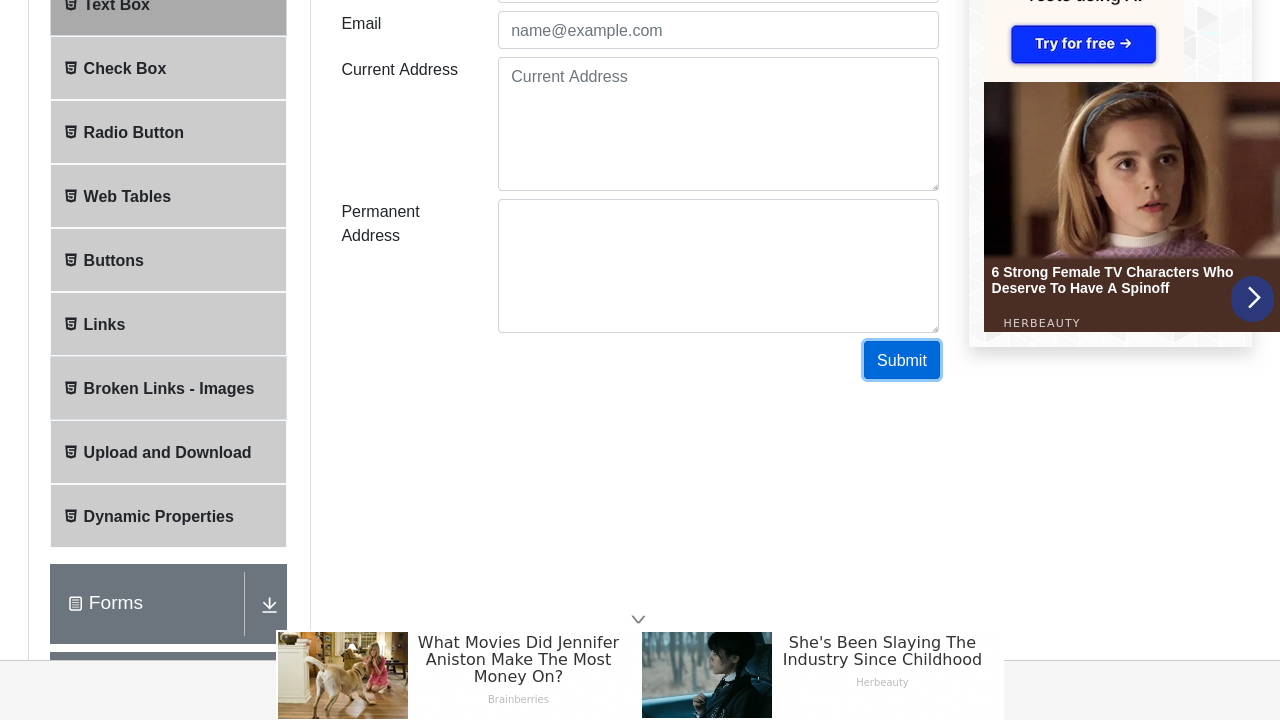 Text Box
Check Box
Radio Button
Web Tables
Buttons
Links
Broken Links - Images
Upload and Download
Dynamic Properties
Forms
Email
name@example.com
Current Address
Current Address
Permanent
Address
Submit
Try for free →
6 Strong Female TV Characters Who
Deserve To Have A Spinoff
HERBEAUTY
What Movies Did Jennifer
Aniston Make The Most
Money On?
Brainberries
She's Been Slaying The
Industry Since Childhood
Herbeauty